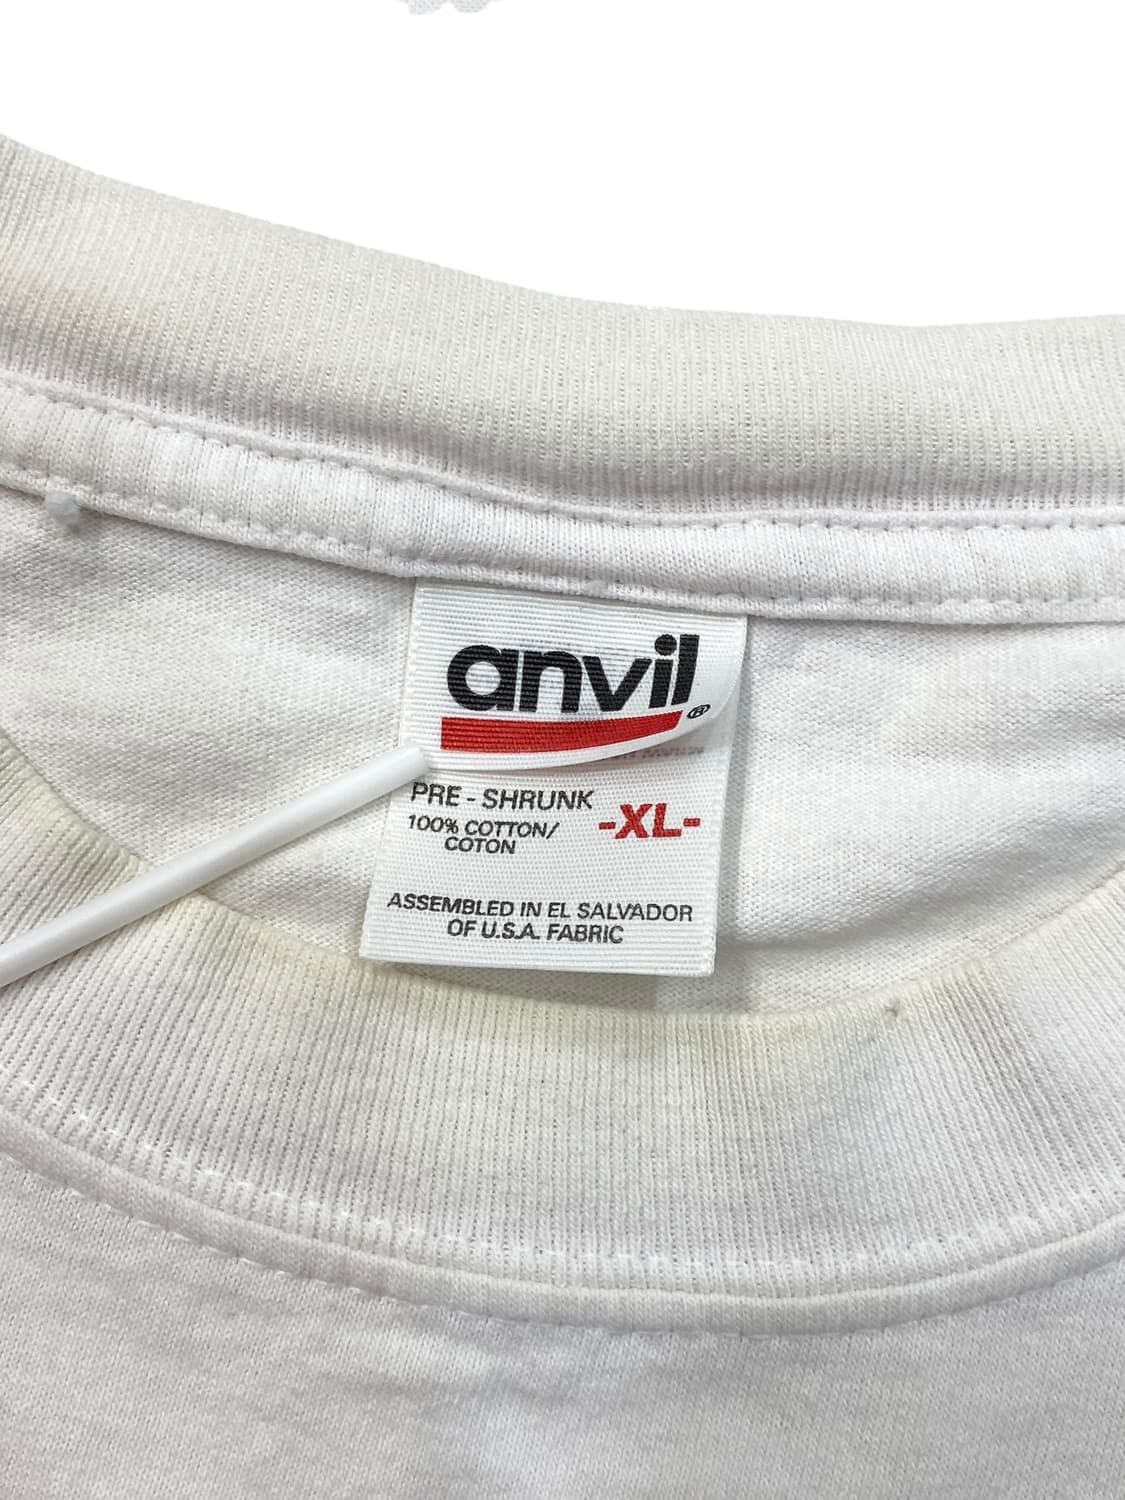 anvil®
PRE - SHRUNK
100% COTTON/
COTON
-XL-
ASSEMBLED IN EL SALVADOR
OF U.S.A. FABRIC